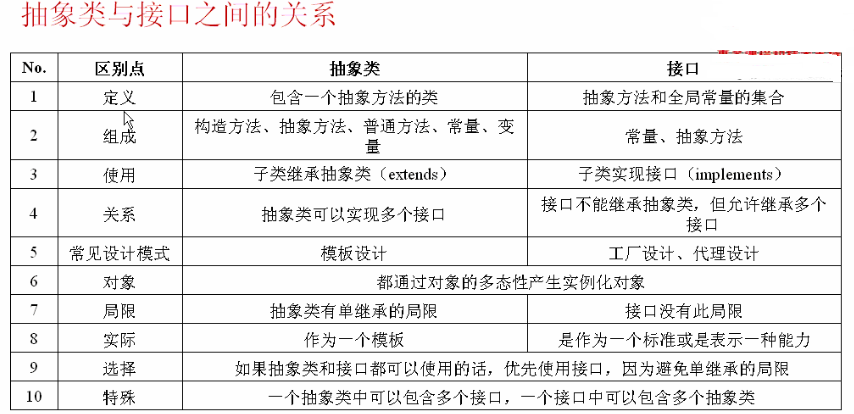 抽象类与接口之间的关系
No. 区别点 抽象类 接口
1 定义 包含一个抽象方法的类 抽象方法和全局常量的集合
2 组成 构造方法、抽象方法、普通方法、常量、变
量 常量、抽象方法
3 使用 子类继承抽象类（extends） 子类实现接口（implements）
4 关系 抽象类可以实现多个接口 接口不能继承抽象类，但允许继承多个
接口
5 常见设计模式 模板设计 工厂设计、代理设计
6 对象 都通过对象的多态性产生实例化对象
7 局限 抽象类有单继承的局限 接口没有此局限
8 实际 作为一个模板 是作为一个标准或是表示一种能力
9 选择 如果抽象类和接口都可以使用的话，优先使用接口，因为避免单继承的局限
10 特殊 一个抽象类中可以包含多个接口，一个接口中可以包含多个抽象类